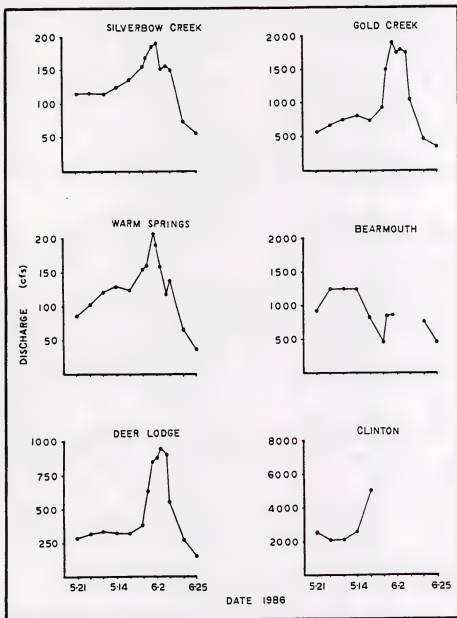 SILVERBOW CREEK
200
150
100
50
GOLD CREEK
2000
1500
1000
500
WARM SPRINGS
200
150
100
50
BEARMOUTH
2000
1500
1000
500
DISCHARGE (cfs)
DEER LODGE
1000
750
500
250
5-21 5-14 6-2 6-25
CLINTON
8000
6000
4000
2000
5-21 5-14 6-2 6-25
DATE 1986